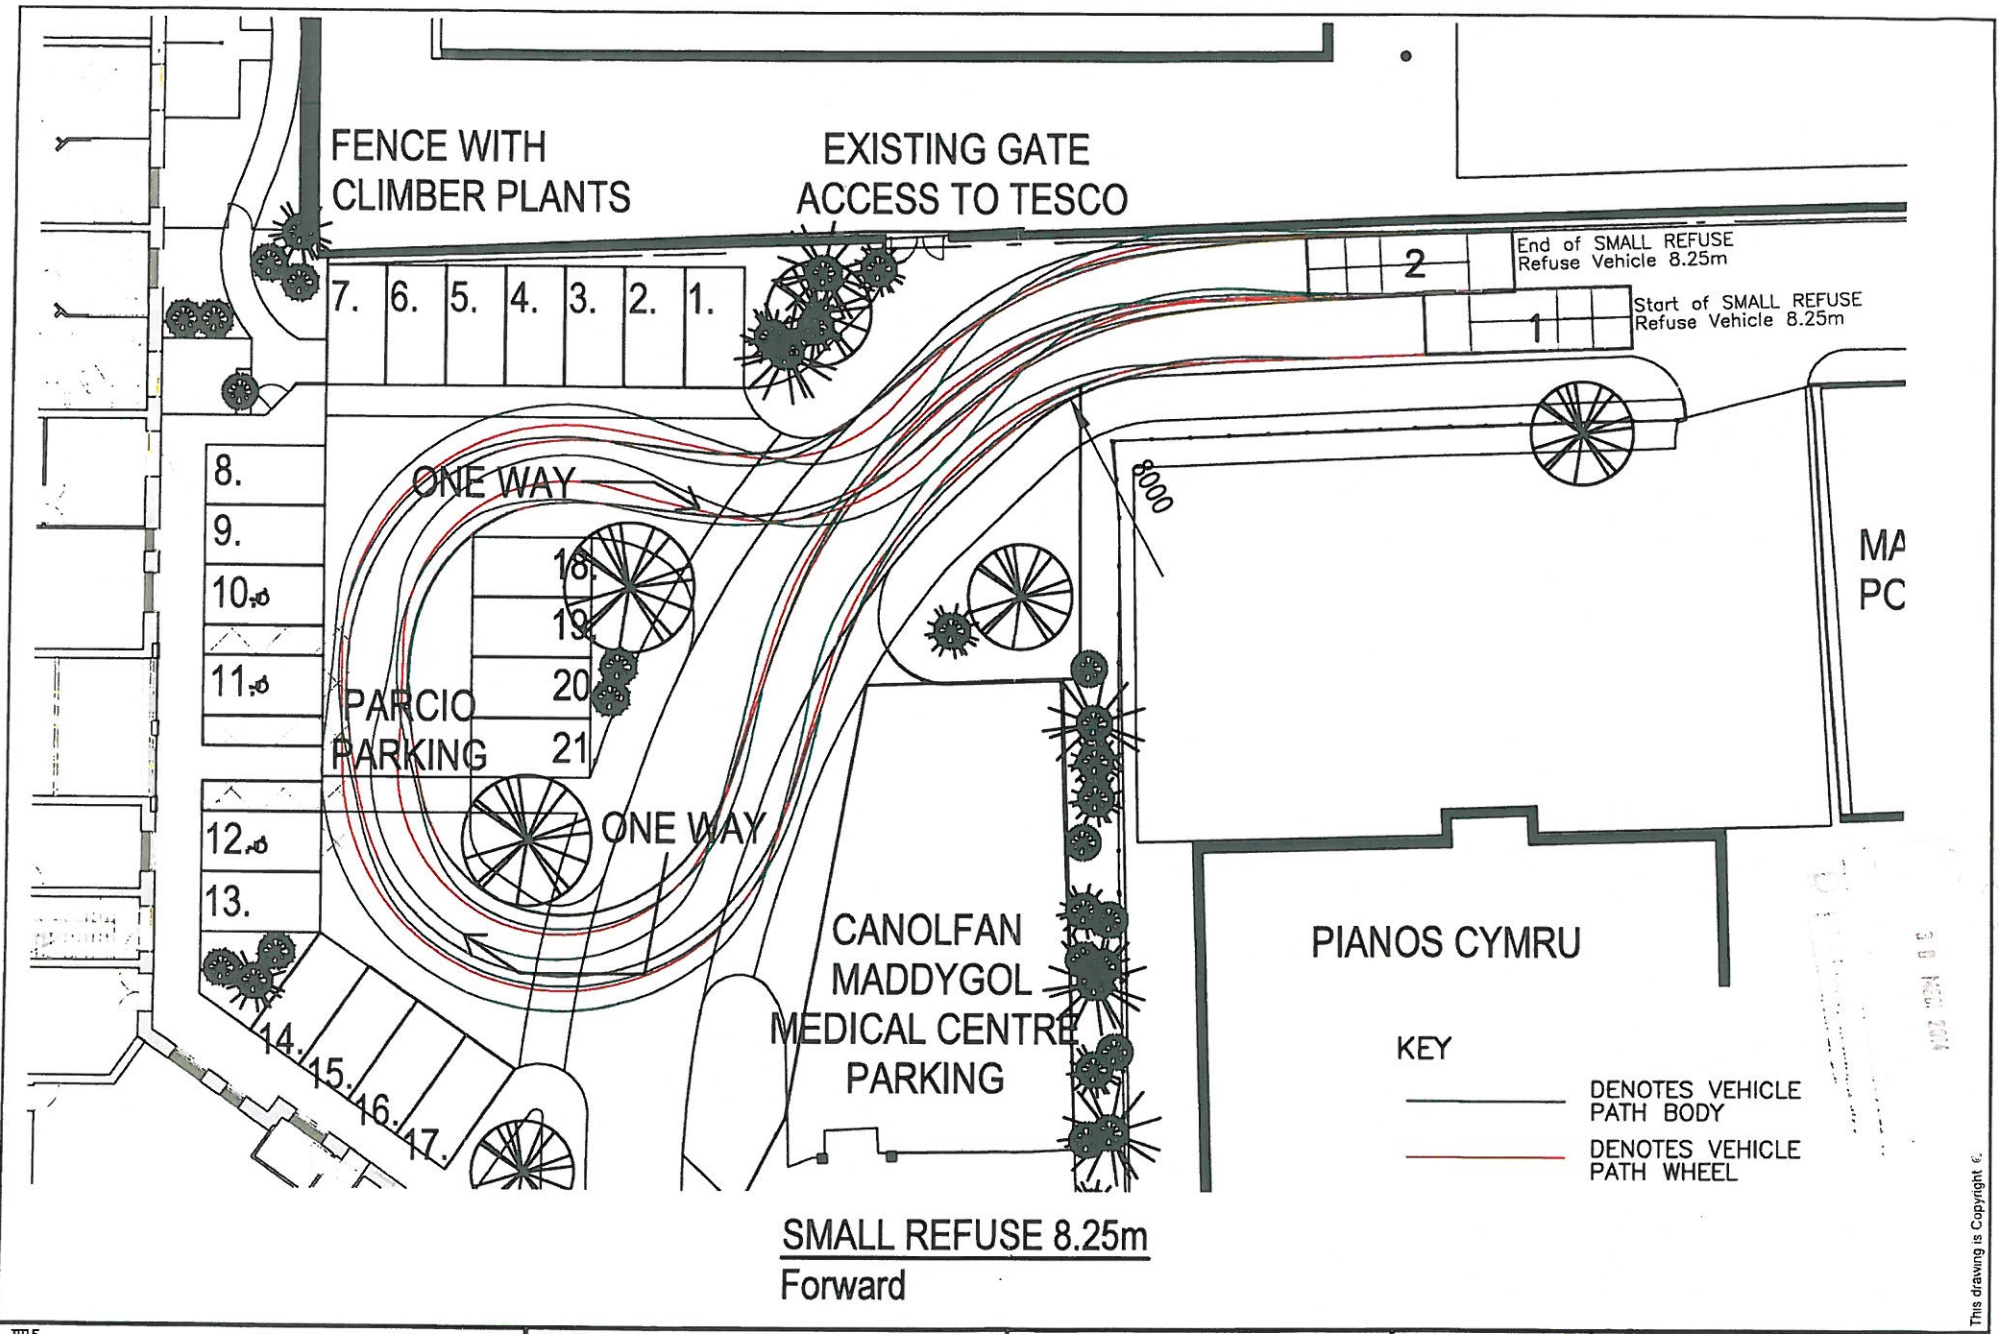 FENCE WITH
CLIMBER PLANTS
EXISTING GATE
ACCESS TO TESCO
7. 6. 5. 4. 3. 2. 1.
2
End of SMALL REFUSE
Refuse Vehicle 8.25m
1
Start of SMALL REFUSE
Refuse Vehicle 8.25m
8.
9.
10.
11.
12.
13.
14.
15.
16.
17.
ONE WAY
18.
19.
20
21
PARCIO
PARKING
ONE WAY
8000
MA
PO
CANOLFAN
MADDYGOL
MEDICAL CENTRE
PARKING
PIANOS CYMRU
KEY
DENOTES VEHICLE
PATH BODY
DENOTES VEHICLE
PATH WHEEL
SMALL REFUSE 8.25m
Forward
This drawing is Copyright ©.